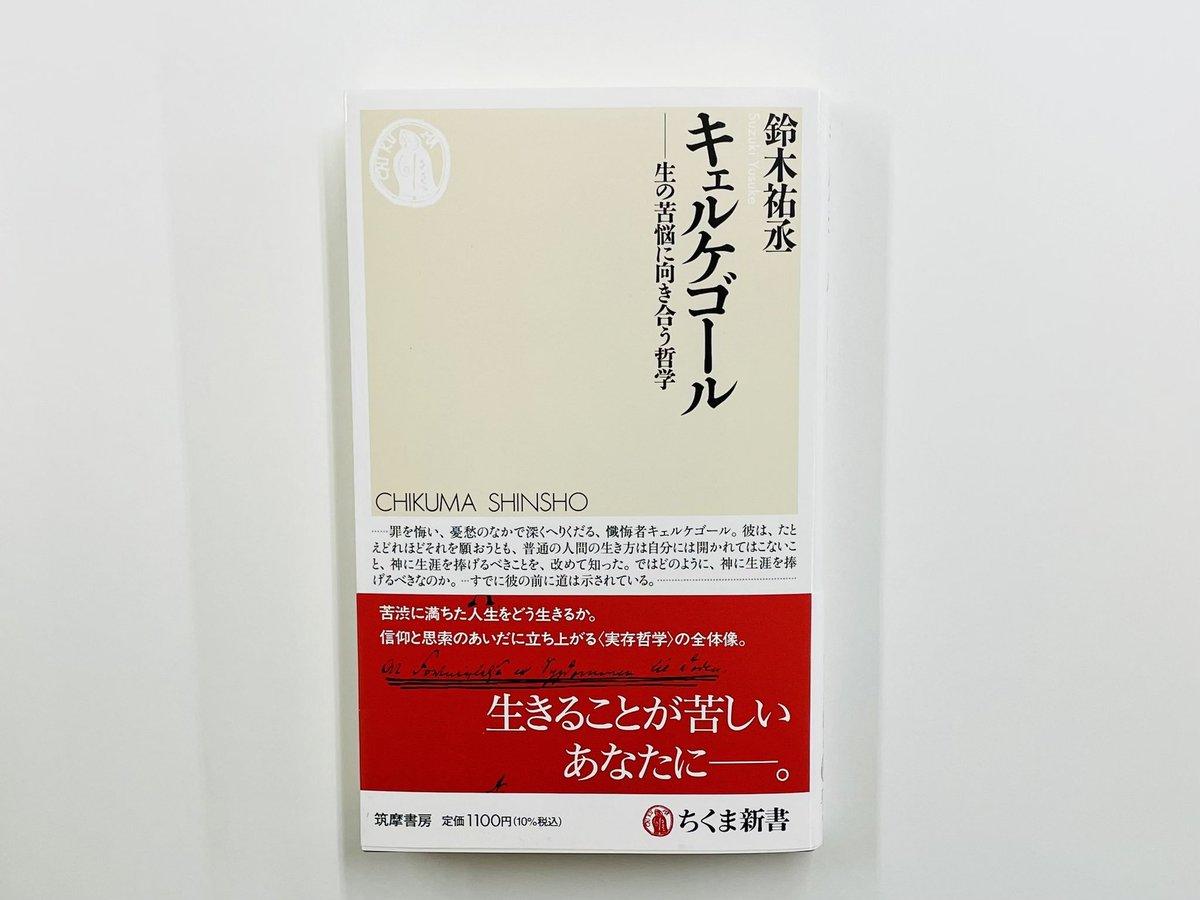 鈴木祐丞
Suzuki Yusuke
キェルケゴール
──生の苦悩に向き合う哲学
CHIKUMA
CHIKUMA SHINSHO
……罪を悔い、憂愁のなかで深くへりくだる、懺悔者キェルケゴール。彼は、たと
えどれほどそれを願おうとも、普通の人間の生き方は自分には開かれてはこないこ
と、神に生涯を捧げるべきことを、改めて知った。ではどのように、神に生涯を捧
げるべきなのか。…すでに彼の前に道は示されている。……………………
苦渋に満ちた人生をどう生きるか。
信仰と思索のあいだに立ち上がる〈実存哲学〉の全体像。
生きることが苦しい
あなたに──。
筑摩書房 定価1100円(10%税込)
ちくま新書